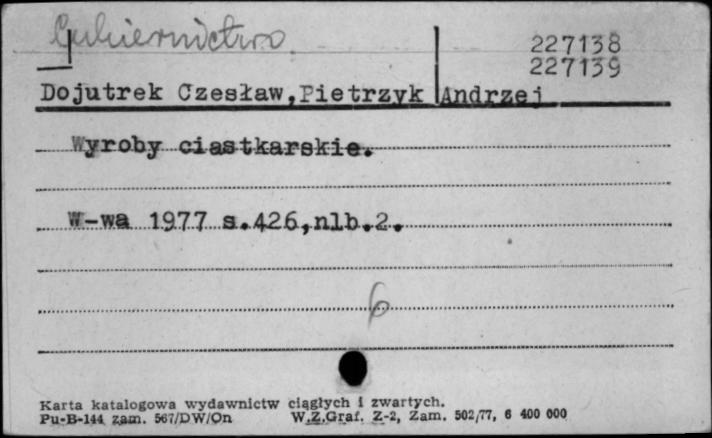 Cukiernictwo
227138
227139
Dojutrek Czesław,Pietrzyk Andrzej
Wyroby ciastkarskie.
W-wa 1977 s.426,nlb.2.
6
Karta katalogowa wydawnictw ciągłych i zwartych.
Pu-B-144 zam. 567/DW/On W.Z.Graf. Z-2, Zam. 502/77, 6 400 000